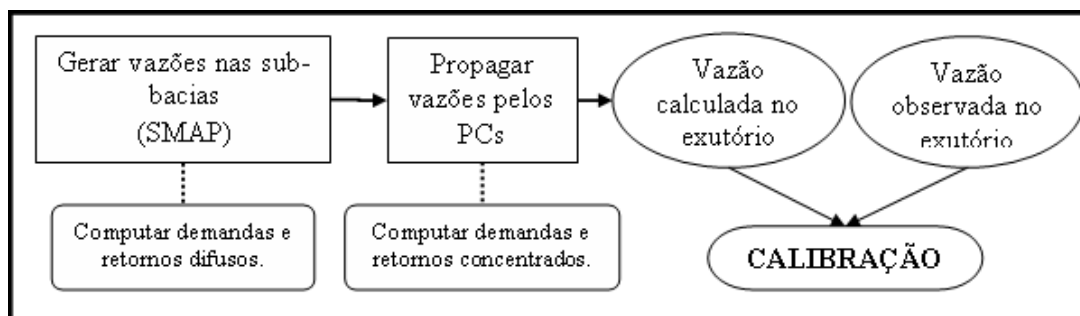 Gerar vazões nas sub-
bacias
(SMAP)
Propagar
vazões pelos
PCs
Vazão
calculada no
exutório
Vazão
observada no
exutório
Computar demandas e
retornos difusos.
Computar demandas e
retornos concentrados.
CALIBRAÇÃO